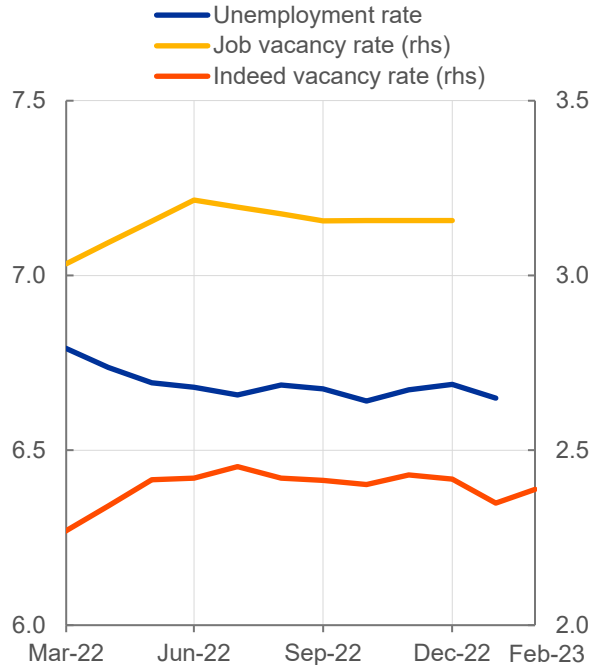 Unemployment rate
Job vacancy rate (rhs)
Indeed vacancy rate (rhs)
7.5 3.5
7.0 3.0
6.5 2.5
6.0 2.0
Mar-22 Jun-22 Sep-22 Dec-22 Feb-23